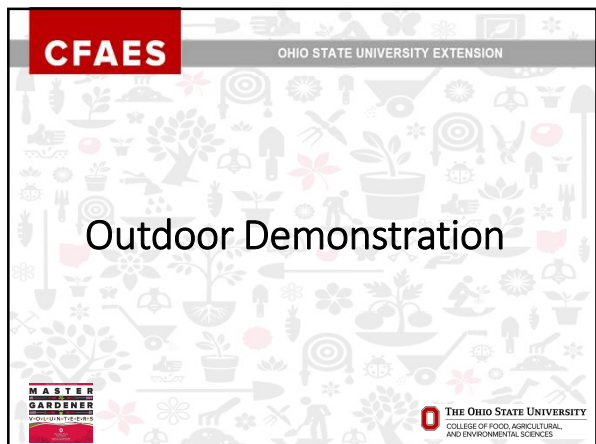 CFAES
OHIO STATE UNIVERSITY EXTENSION
Outdoor Demonstration
MASTER
GARDENER
V•O•L•U•N•T•E•E•R•S
THE OHIO STATE UNIVERSITY
COLLEGE OF FOOD, AGRICULTURAL,
AND ENVIRONMENTAL SCIENCES